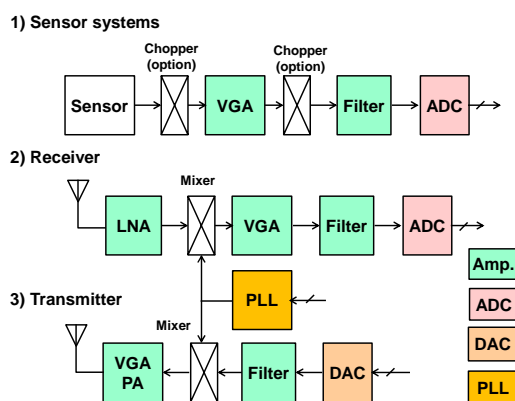 1) Sensor systems
Chopper
(option)
Chopper
(option)
Sensor
VGA
Filter
ADC
2) Receiver
Mixer
LNA
VGA
Filter
ADC
Amp.
3) Transmitter
PLL
ADC
Mixer
VGA
PA
Filter
DAC
DAC
PLL